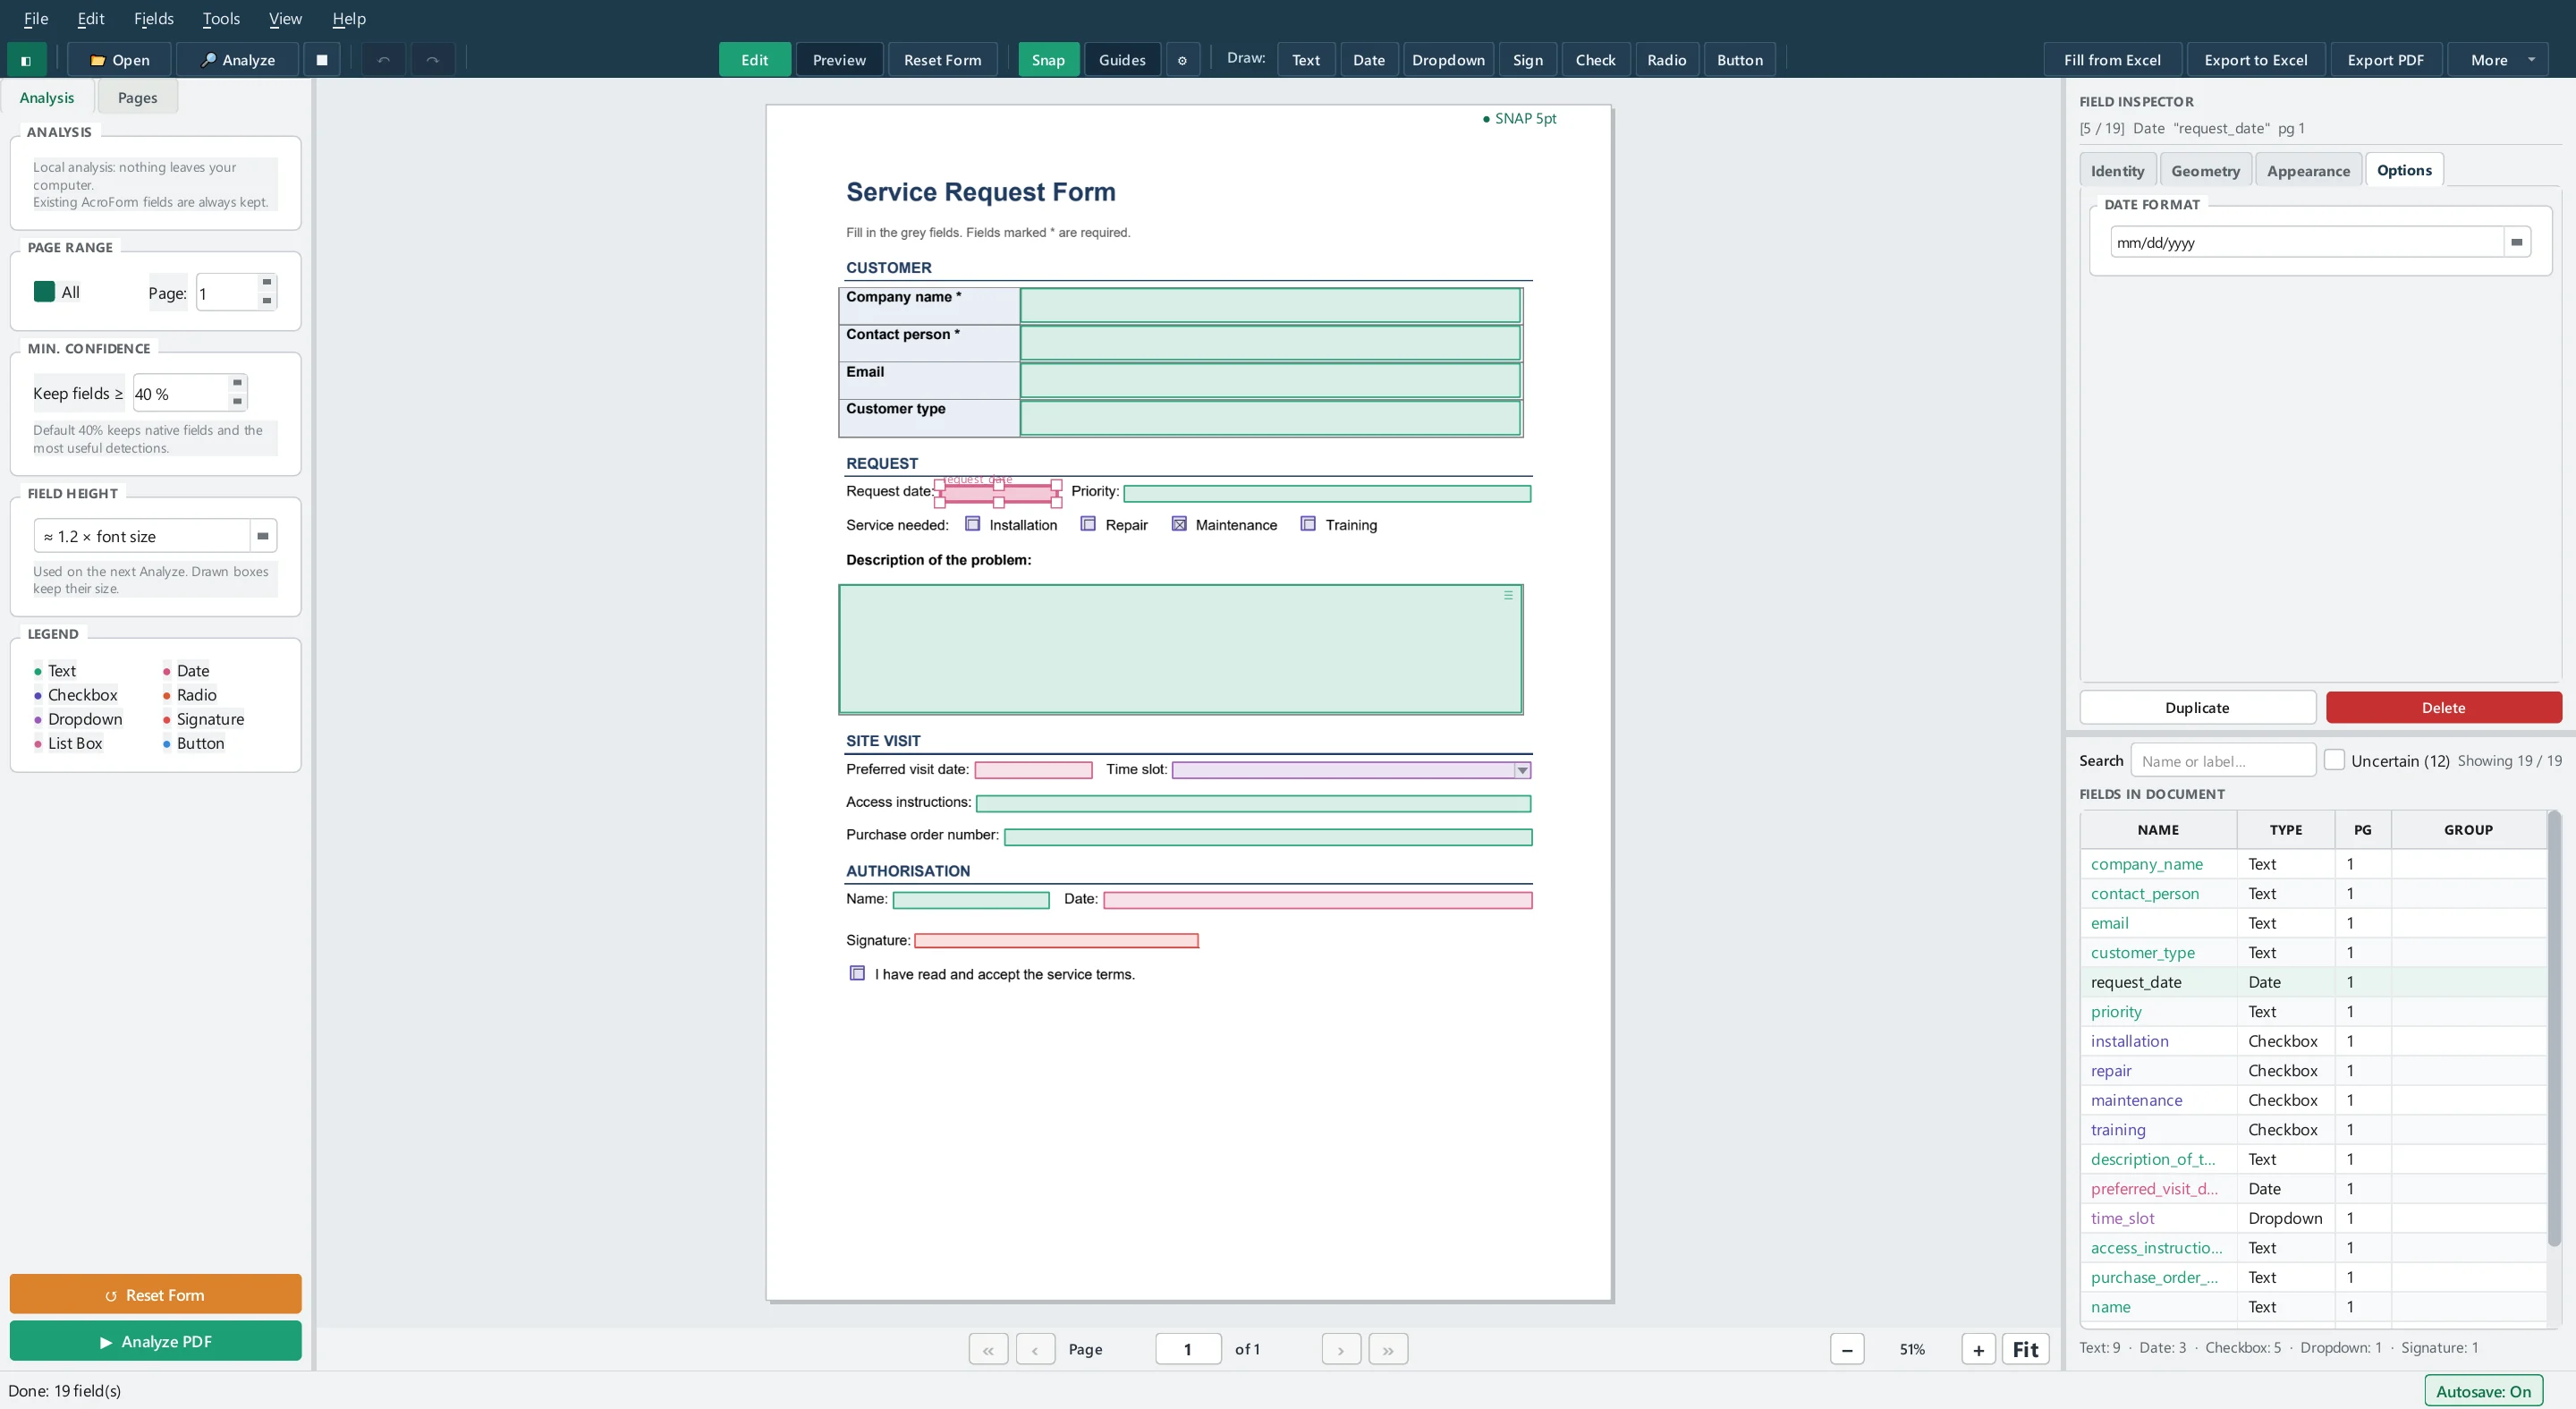 File Edit Fields Tools View Help
Open Analyze Edit Preview Reset Form Snap Guides Draw: Text Date Dropdown Sign Check Radio Button Fill from Excel Export to Excel Export PDF More
Analysis Pages
ANALYSIS
Local analysis: nothing leaves your
computer.
Existing AcroForm fields are always kept.
PAGE RANGE
All Page: 1
MIN. CONFIDENCE
Keep fields ≥ 40 %
Default 40% keeps native fields and the
most useful detections.
FIELD HEIGHT
≈ 1.2 × font size
Used on the next Analyze. Drawn boxes
keep their size.
LEGEND
Text Date
Checkbox Radio
Dropdown Signature
List Box Button
Reset Form
Analyze PDF
SNAP 5pt
Service Request Form
Fill in the grey fields. Fields marked * are required.
CUSTOMER
Company name *
Contact person *
Email
Customer type
REQUEST
request_date
Request date: Priority:
Service needed: Installation Repair Maintenance Training
Description of the problem:
SITE VISIT
Preferred visit date: Time slot:
Access instructions:
Purchase order number:
AUTHORISATION
Name: Date:
Signature:
I have read and accept the service terms.
« ‹ Page 1 of 1 › » − 51% + Fit
FIELD INSPECTOR
[5 / 19] Date "request_date" pg 1
Identity Geometry Appearance Options
DATE FORMAT
mm/dd/yyyy
Duplicate Delete
Search Name or label... Uncertain (12) Showing 19 / 19
FIELDS IN DOCUMENT
NAME TYPE PG GROUP
company_name Text 1
contact_person Text 1
email Text 1
customer_type Text 1
request_date Date 1
priority Text 1
installation Checkbox 1
repair Checkbox 1
maintenance Checkbox 1
training Checkbox 1
description_of_t... Text 1
preferred_visit_d... Date 1
time_slot Dropdown 1
access_instructio... Text 1
purchase_order_... Text 1
name Text 1
Text: 9 · Date: 3 · Checkbox: 5 · Dropdown: 1 · Signature: 1
Done: 19 field(s) Autosave: On